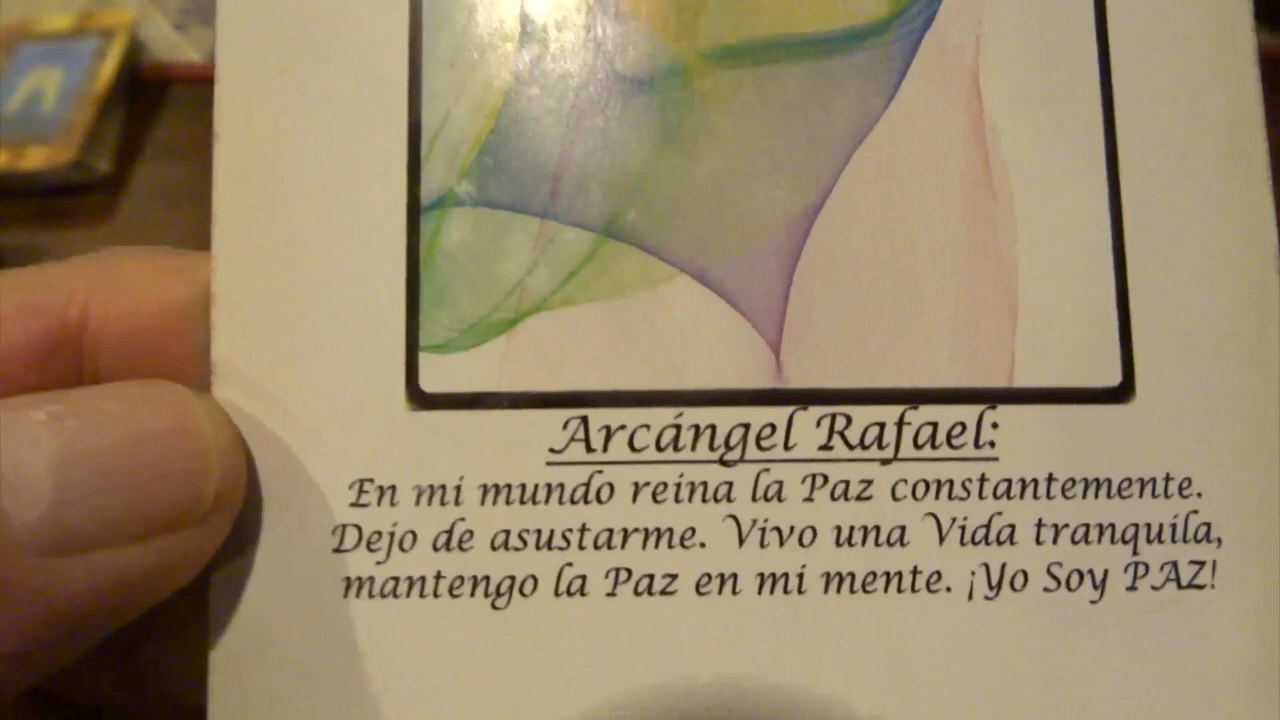 Arcángel Rafael:
En mi mundo reina la Paz constantemente.
Dejo de asustarme. Vivo una Vida tranquila,
mantengo la Paz en mi mente. ¡Yo Soy PAZ!